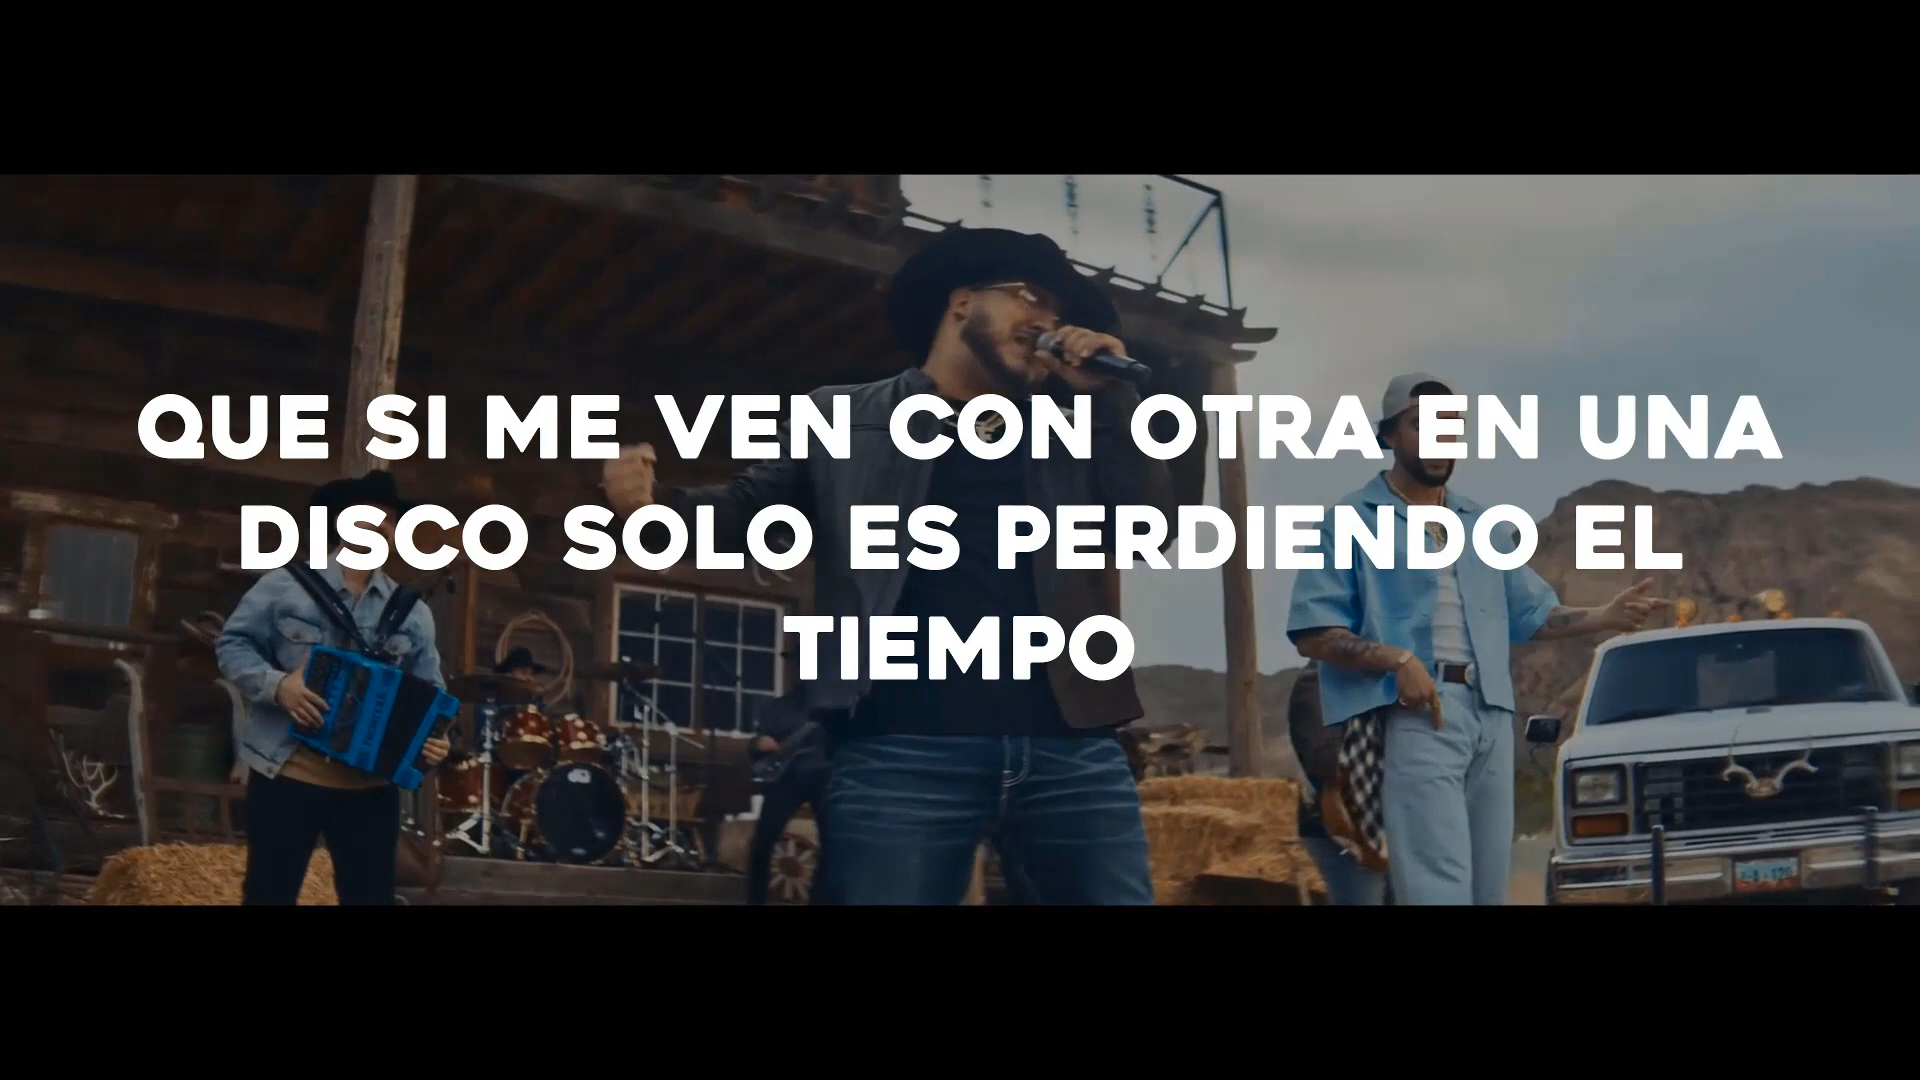 QUE SI ME VEN CON OTRA EN UNA
DISCO SOLO ES PERDIENDO EL
TIEMPO